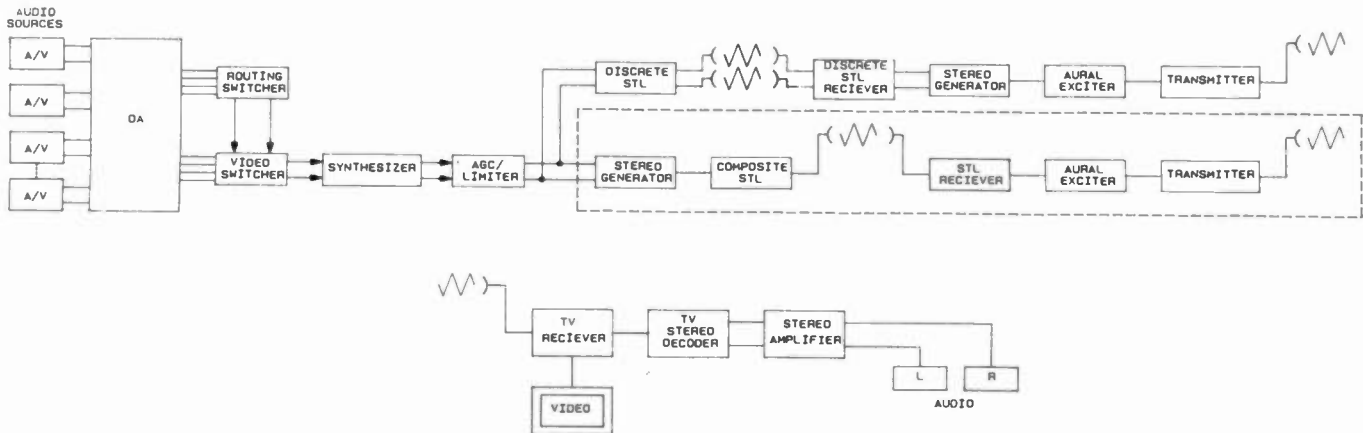 AUDIO
SOURCES
A/V
A/V
A/V
A/V
DA
ROUTING
SWITCHER
VIDEO
SWITCHER
SYNTHESIZER
AGC/
LIMITER
DISCRETE
STL
DISCRETE
STL
RECIEVER
STEREO
GENERATOR
AURAL
EXCITER
TRANSMITTER
STEREO
GENERATOR
COMPOSITE
STL
STL
RECIEVER
AURAL
EXCITER
TRANSMITTER
TV
RECIEVER
TV
STEREO
DECODER
STEREO
AMPLIFIER
VIDEO
L
R
AUDIO